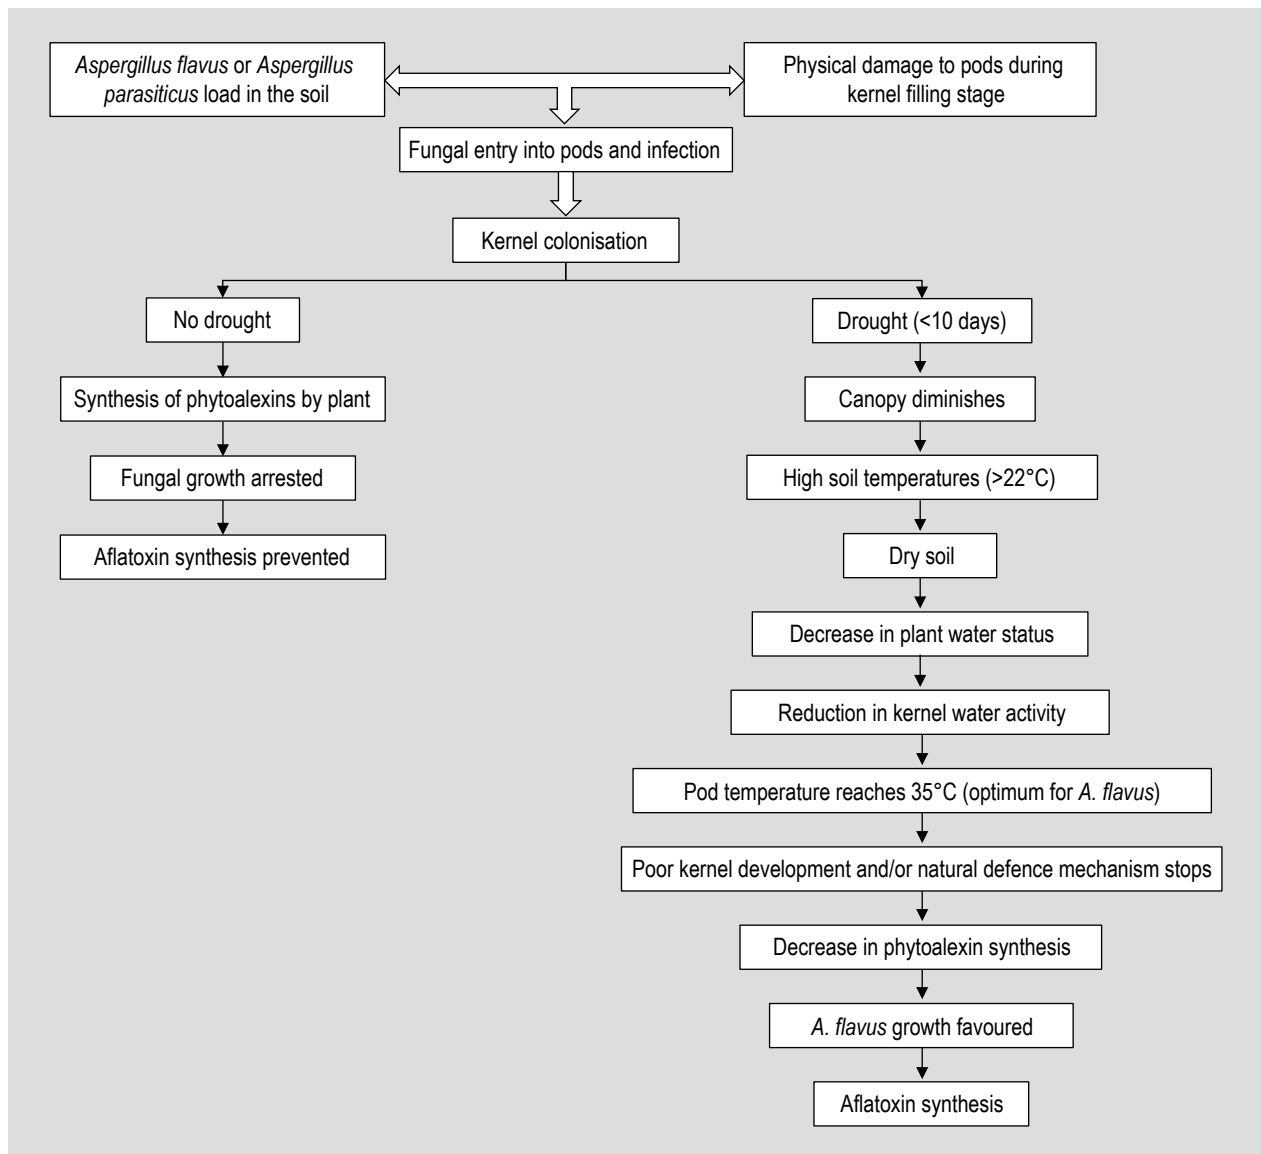 Aspergillus flavus or Aspergillus
parasiticus load in the soil
Physical damage to pods during
kernel filling stage
Fungal entry into pods and infection
Kernel colonisation
No drought
Synthesis of phytoalexins by plant
Fungal growth arrested
Aflatoxin synthesis prevented
Drought (<10 days)
Canopy diminishes
High soil temperatures (>22°C)
Dry soil
Decrease in plant water status
Reduction in kernel water activity
Pod temperature reaches 35°C (optimum for A. flavus)
Poor kernel development and/or natural defence mechanism stops
Decrease in phytoalexin synthesis
A. flavus growth favoured
Aflatoxin synthesis